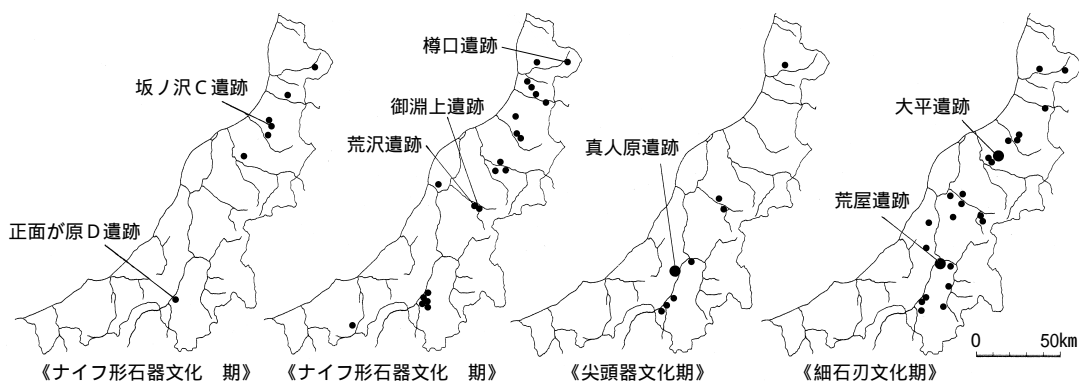 坂ノ沢C遺跡
正面が原D遺跡
《ナイフ形石器文化　期》
樽口遺跡
御淵上遺跡
荒沢遺跡
《ナイフ形石器文化　期》
真人原遺跡
《尖頭器文化期》
大平遺跡
荒屋遺跡
《細石刃文化期》
0 50km